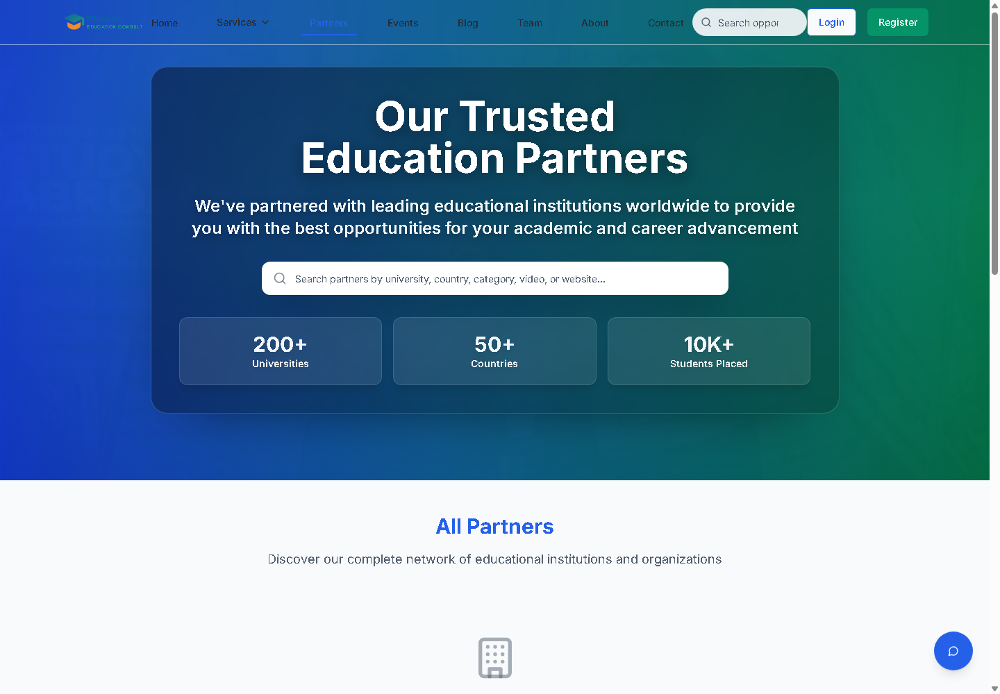 EDUCATION CONSULT
Home
Services
Partners
Events
Blog
Team
About
Contact
Search oppor
Login
Register
Our Trusted
Education Partners
We've partnered with leading educational institutions worldwide to provide
you with the best opportunities for your academic and career advancement
Search partners by university, country, category, video, or website...
200+
Universities
50+
Countries
10K+
Students Placed
All Partners
Discover our complete network of educational institutions and organizations